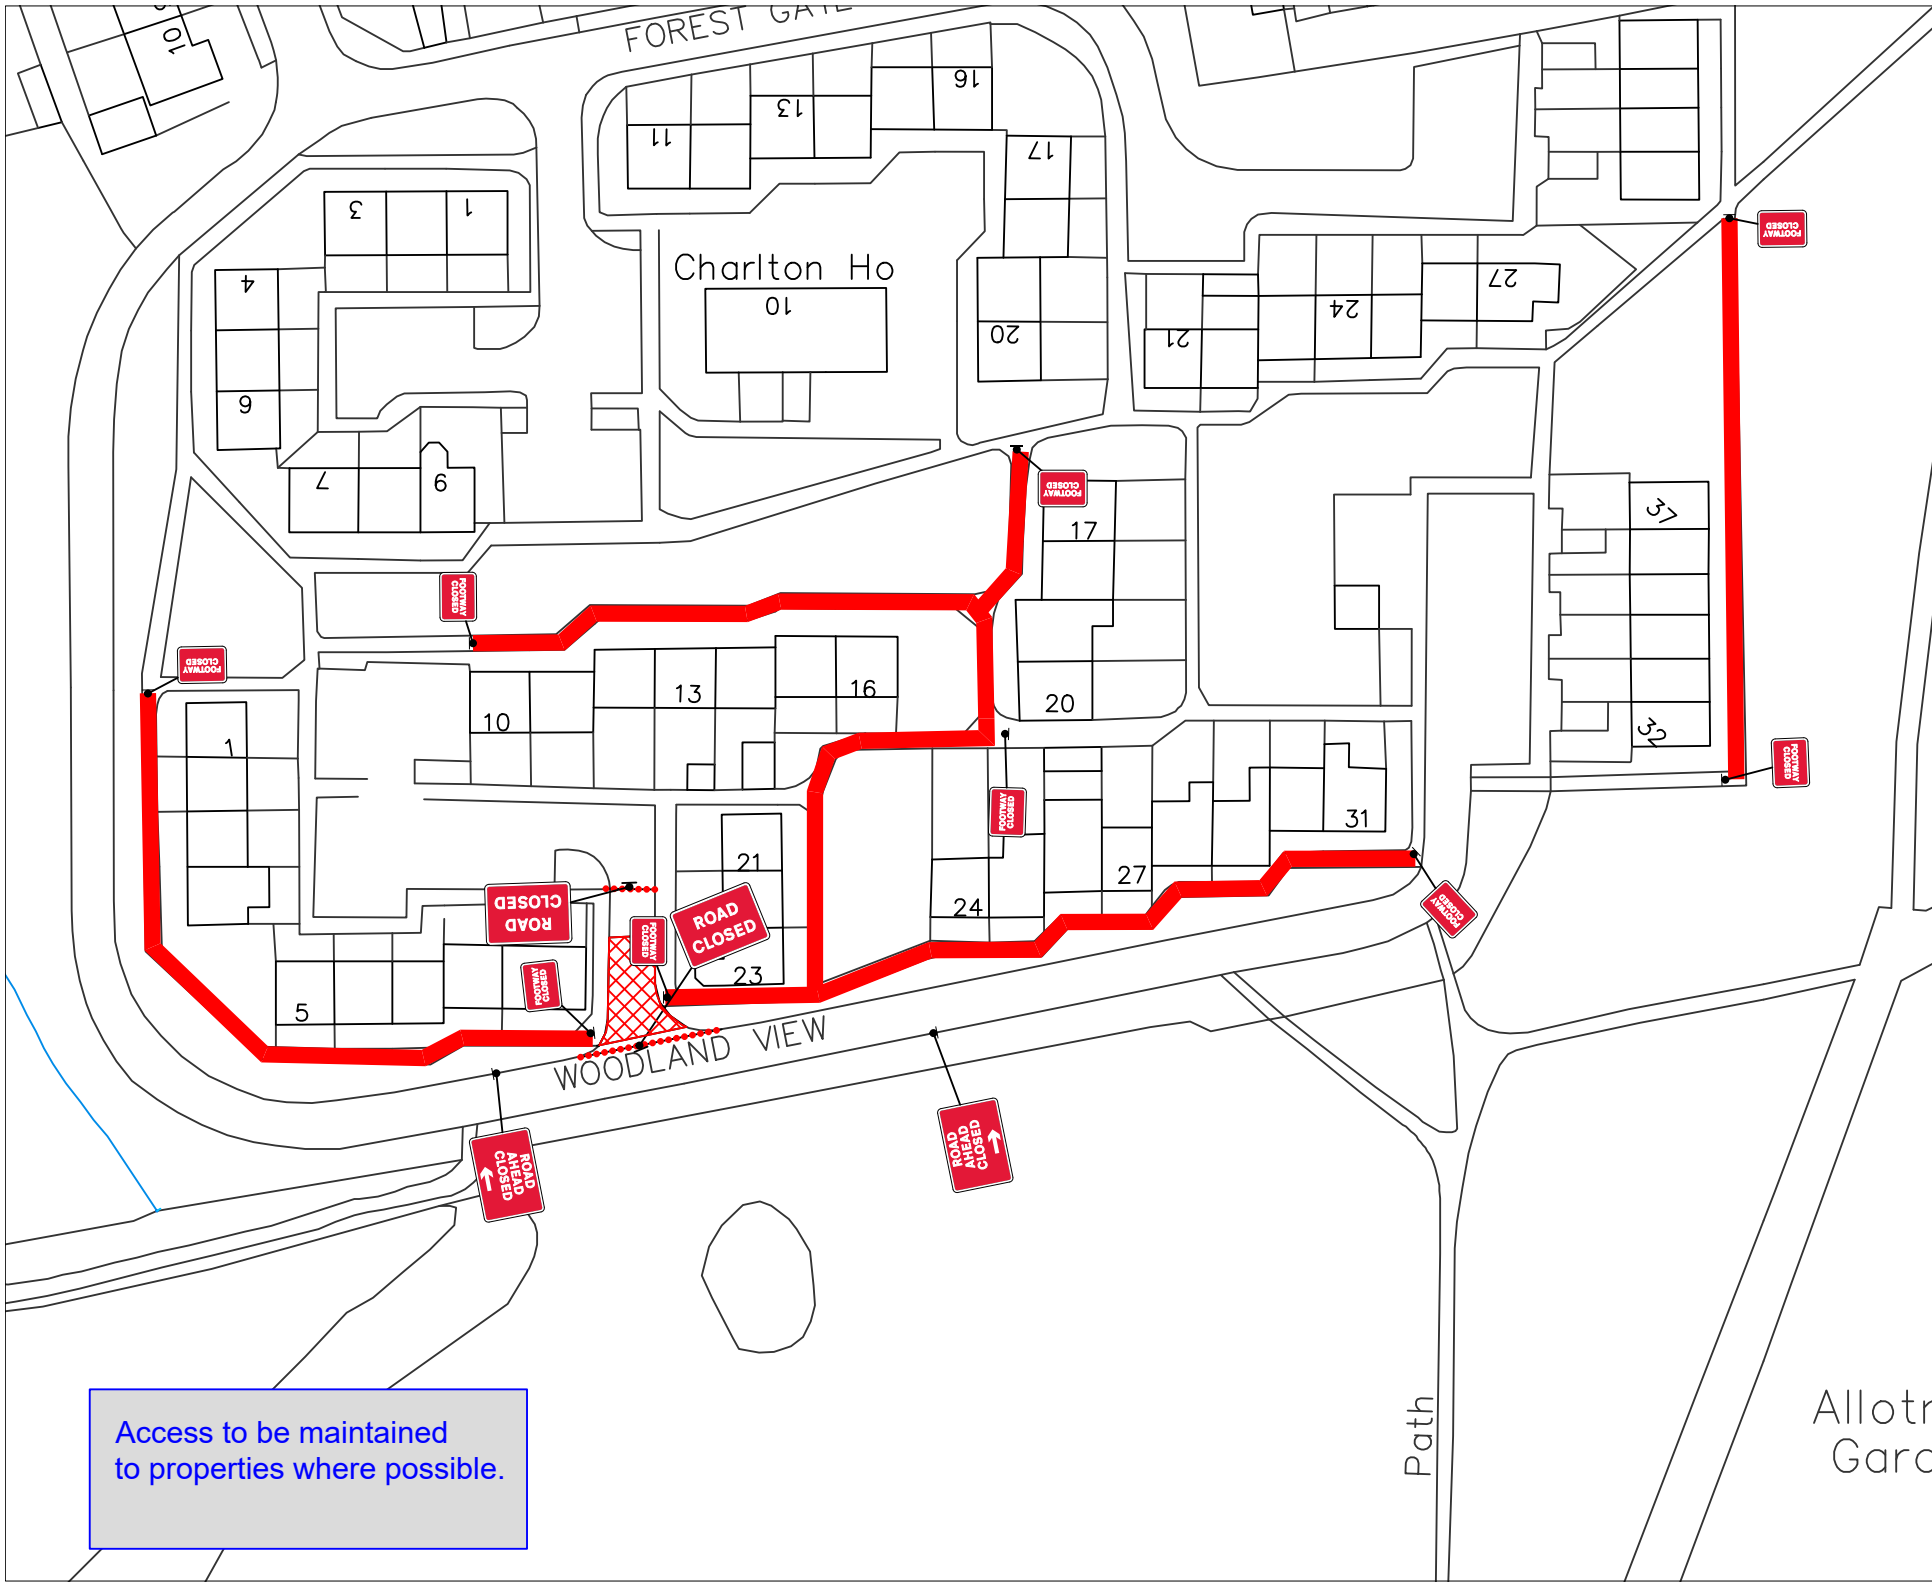 10
FOREST GATE
16
13
11
17
3
1
FOOTWAY
CLOSED
Charlton Ho
4
10
27
24
20
21
6
7
9
FOOTWAY
CLOSED
17
37
FOOTWAY
CLOSED
FOOTWAY
CLOSED
13
16
20
10
1
32
FOOTWAY
CLOSED
FOOTWAY
CLOSED
31
21
27
ROAD
CLOSED
ROAD
CLOSED
24
FOOTWAY
CLOSED
FOOTWAY
CLOSED
23
FOOTWAY
CLOSED
5
WOODLAND VIEW
ROAD
AHEAD
CLOSED
ROAD
AHEAD
CLOSED
Access to be maintained
to properties where possible.
Path
Allotr
Gard